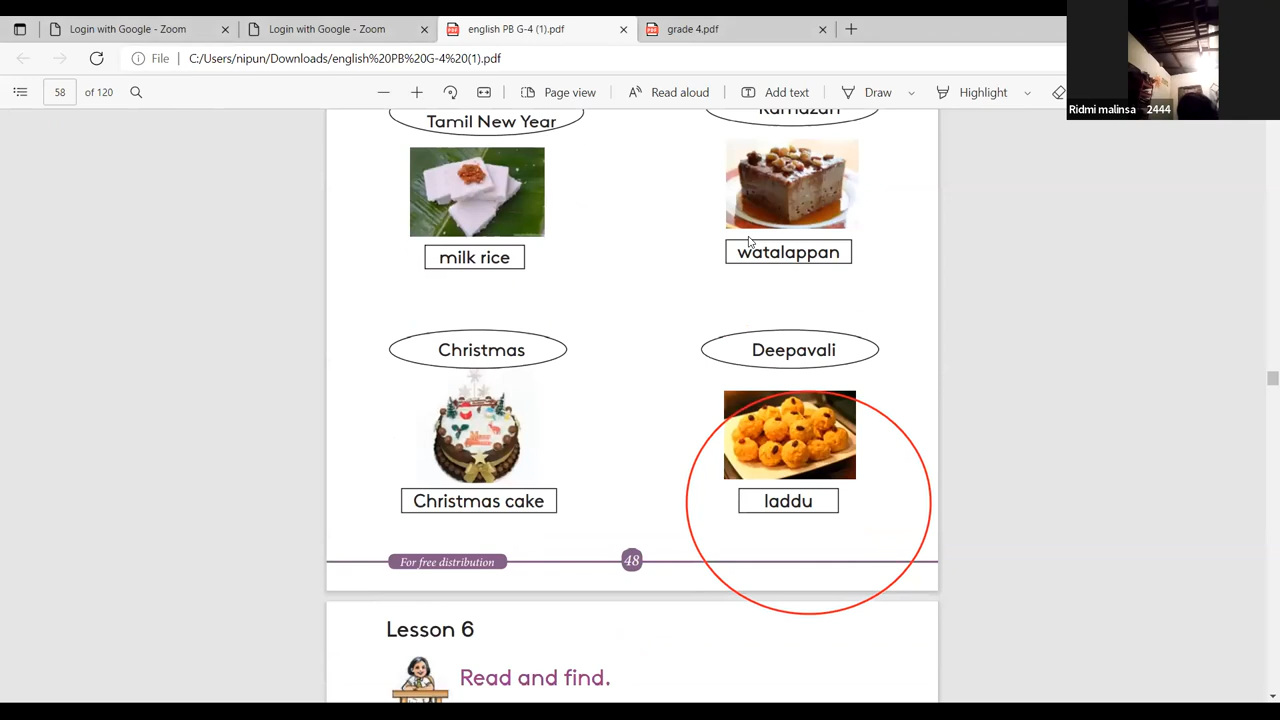 Login with Google - Zoom
Login with Google - Zoom
english PB G-4 (1).pdf
grade 4.pdf
File
C:/Users/nipun/Downloads/english%20PB%20G-4%20(1).pdf
58
of 120
Page view
Read aloud
Add text
Draw
Highlight
Ridmi malinsa 2444
Tamil New Year
Ramazan
milk rice
watalappan
Christmas
Deepavali
Christmas cake
laddu
For free distribution
48
Lesson 6
Read and find.